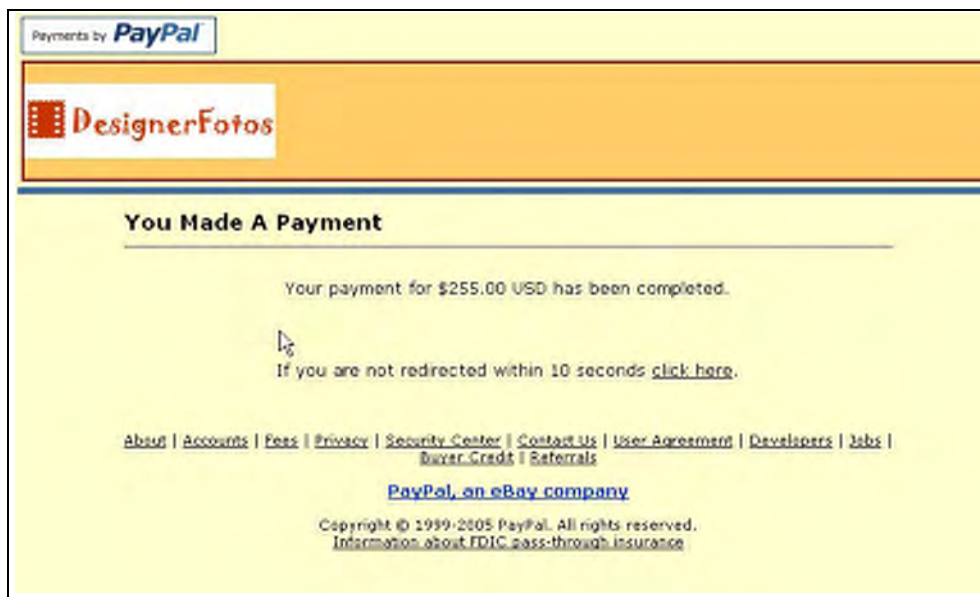 Payments by PayPal
DesignerFotos
You Made A Payment
Your payment for $255.00 USD has been completed.
If you are not redirected within 10 seconds click here.
About | Accounts | Fees | Privacy | Security Center | Contact Us | User Agreement | Developers | Jobs |
Buyer Credit | Referrals
PayPal, an eBay company
Copyright © 1999-2005 PayPal. All rights reserved.
Information about FDIC pass-through insurance